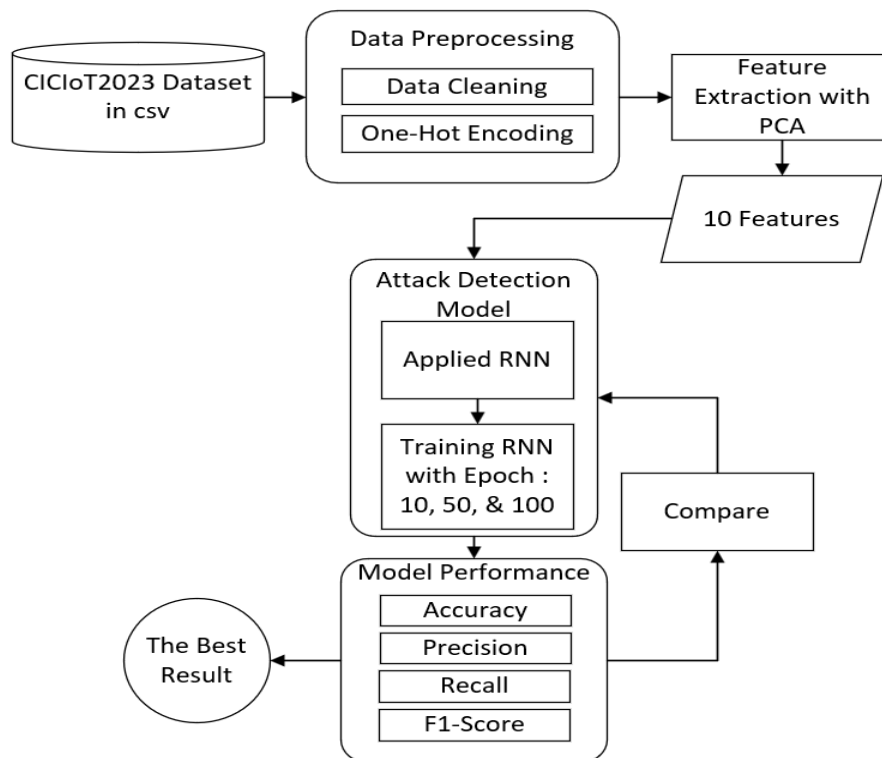 CICIoT2023 Dataset
in csv
Data Preprocessing
Data Cleaning
One-Hot Encoding
Feature
Extraction with
PCA
10 Features
Attack Detection
Model
Applied RNN
Training RNN
with Epoch :
10, 50, & 100
Compare
Model Performance
Accuracy
Precision
Recall
F1-Score
The Best
Result